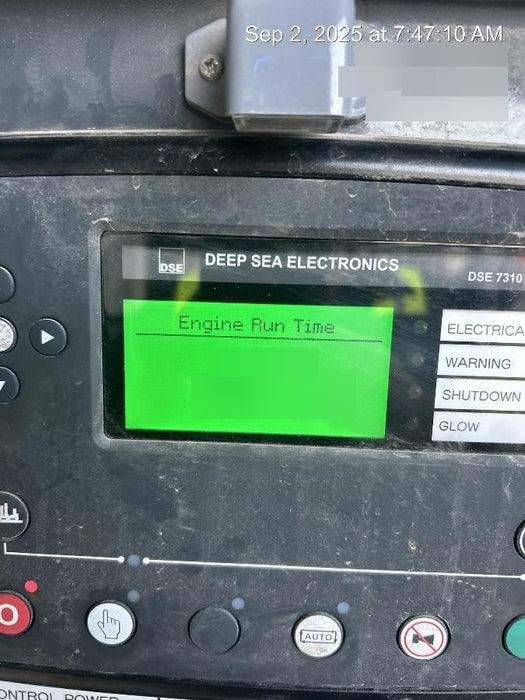 Sep 2, 2025 at 7:47:10 AM
DSE DEEP SEA ELECTRONICS
DSE 7310
Engine Run Time
ELECTRICA
WARNING
SHUTDOWN
GLOW
O
AUTO
ONTROL POWER